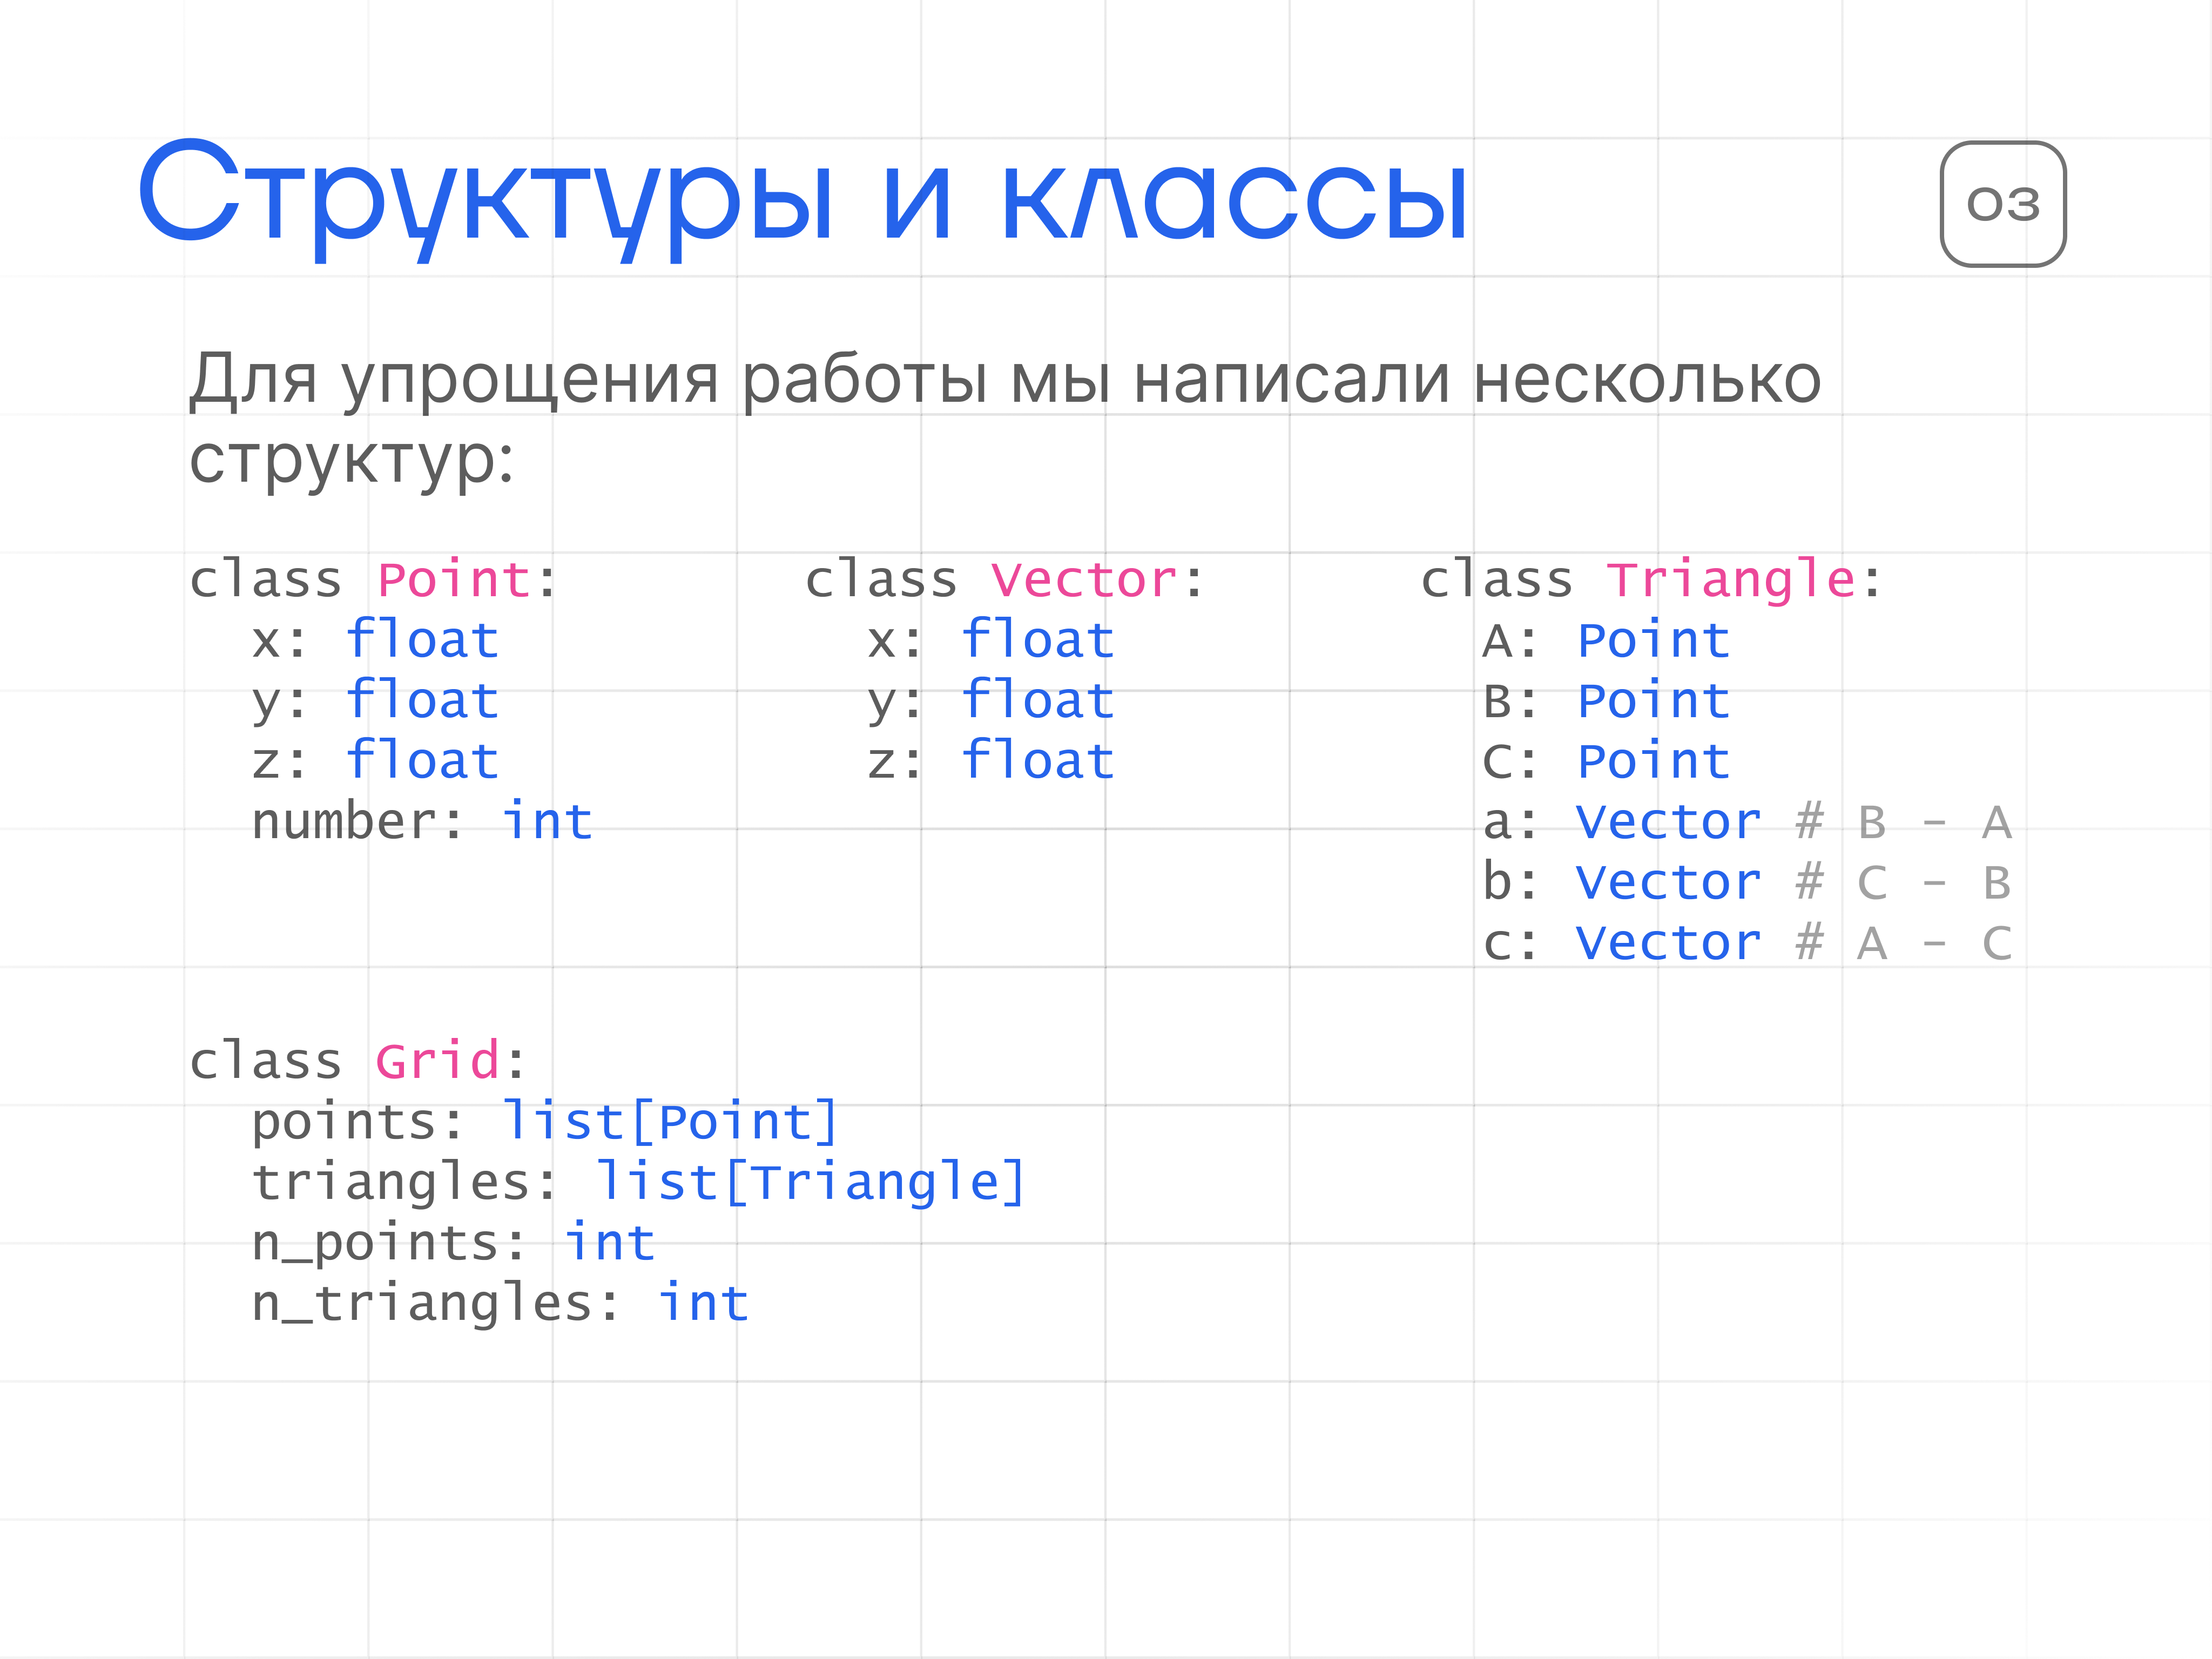 Структуры и классы
03
Для упрощения работы мы написали несколько
структур:
class Point:
x: float
y: float
z: float
number: int
class Vector:
x: float
y: float
z: float
class Triangle:
A: Point
B: Point
C: Point
a: Vector # B - A
b: Vector # C - B
c: Vector # A - C
class Grid:
points: list[Point]
triangles: list[Triangle]
n_points: int
n_triangles: int